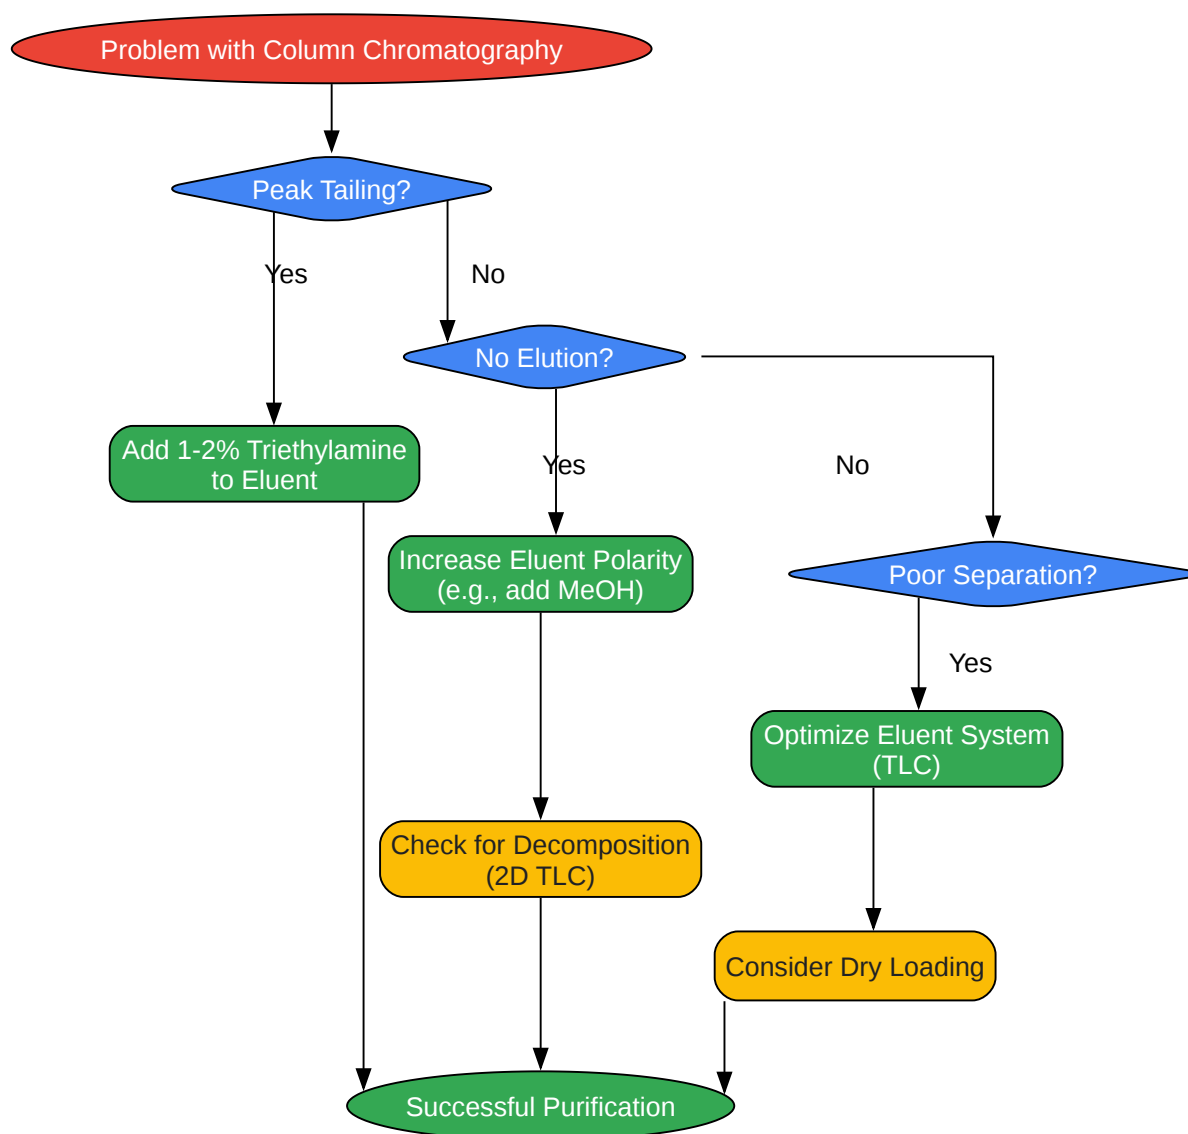 Problem with Column Chromatography
Peak Tailing?
Yes
No
No Elution?
Add 1-2% Triethylamine
to Eluent
Yes
No
Increase Eluent Polarity
(e.g., add MeOH)
Poor Separation?
Yes
Optimize Eluent System
(TLC)
Check for Decomposition
(2D TLC)
Consider Dry Loading
Successful Purification